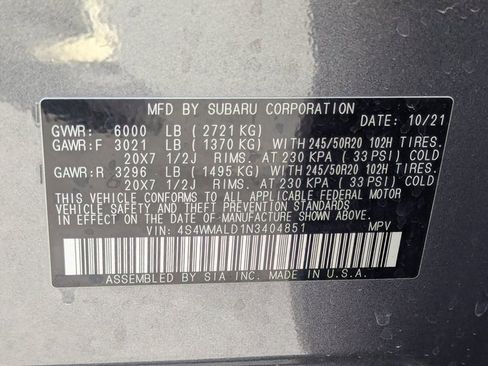 MFD BY SUBARU CORPORATION
DATE: 10/21
GVWR: 6000 LB ( 2721 KG)
GAWR:F 3021 LB ( 1370 KG) WITH 245/50R20 102H TIRES.
20X7 1/2J RIMS. AT 230 KPA ( 33 PSI) COLD
GAWR:R 3296 LB ( 1495 KG) WITH 245/50R20 102H TIRES.
20X7 1/2J RIMS. AT 230 KPA ( 33 PSI) COLD
THIS VEHICLE CONFORMS TO ALL APPLICABLE FEDERAL MOTOR
VEHICLE SAFETY AND THEFT PREVENTION STANDARDS
IN EFFECT ON THE DATE OF MANUFACTURE SHOWN ABOVE.
VIN: 4S4WMALD1N3404851 MPV
ASSEMBLED BY SIA INC. MADE IN U.S.A.